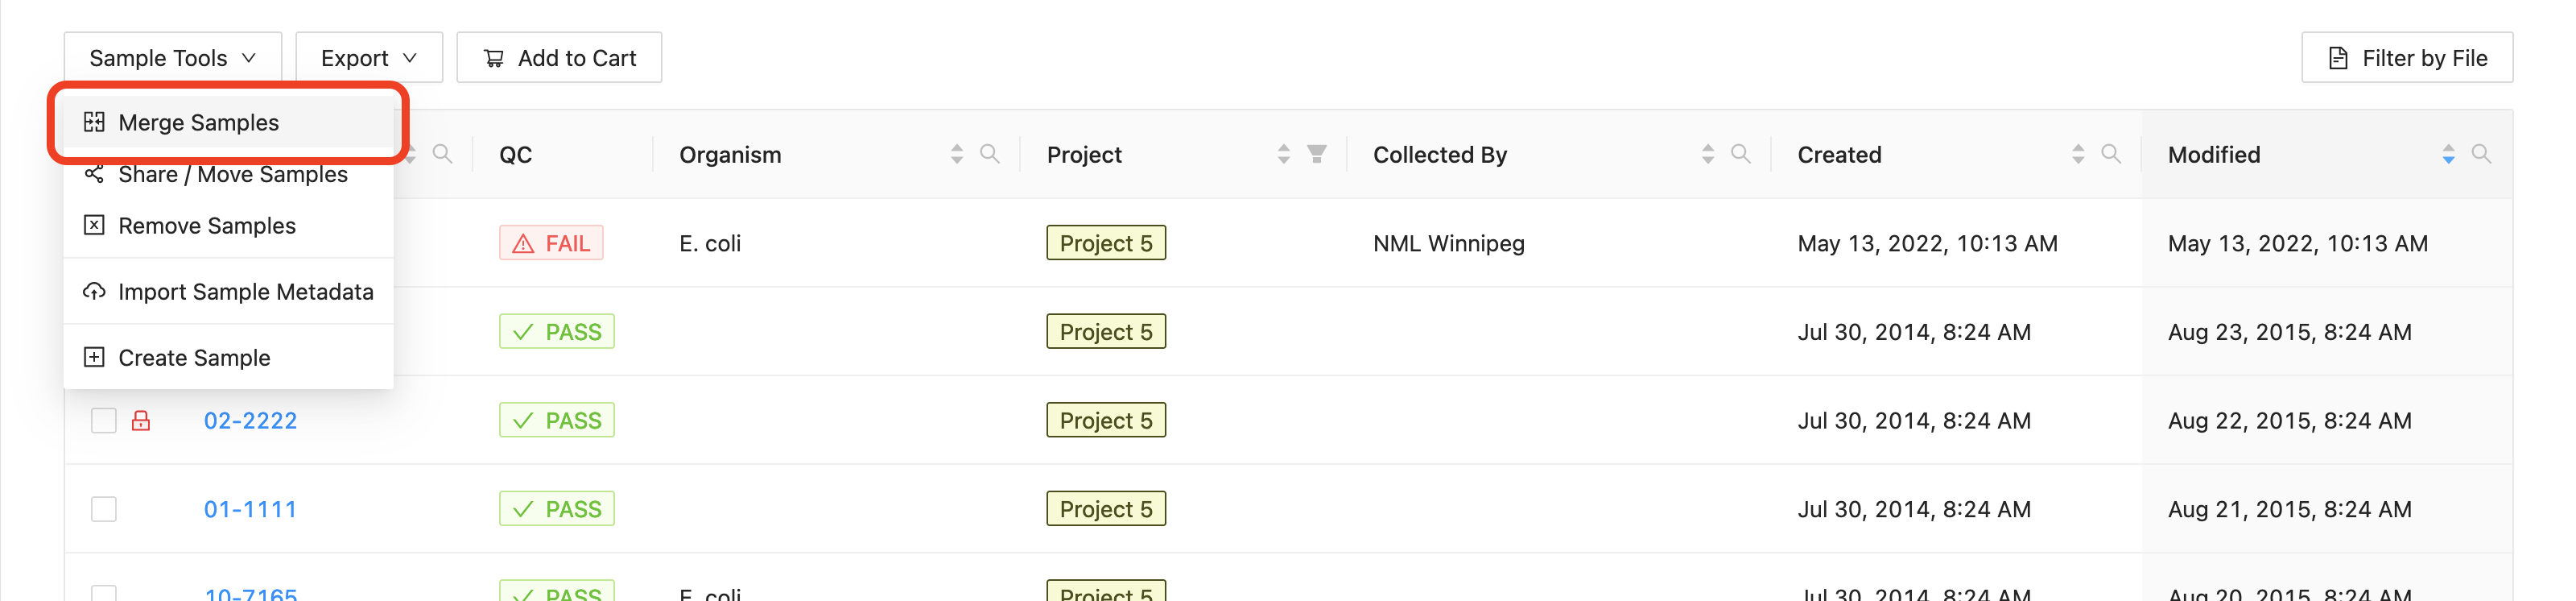 Sample Tools Export Add to Cart Filter by File
Merge Samples
QC Organism Project Collected By Created Modified
Share / Move Samples
Remove Samples
FAIL E. coli Project 5 NML Winnipeg May 13, 2022, 10:13 AM May 13, 2022, 10:13 AM
Import Sample Metadata
PASS Project 5 Jul 30, 2014, 8:24 AM Aug 23, 2015, 8:24 AM
Create Sample
02-2222 PASS Project 5 Jul 30, 2014, 8:24 AM Aug 22, 2015, 8:24 AM
01-1111 PASS Project 5 Jul 30, 2014, 8:24 AM Aug 21, 2015, 8:24 AM
10-7165 PASS E. coli Project 5 Jul 30, 2014, 8:24 AM Aug 20, 2015, 8:24 AM